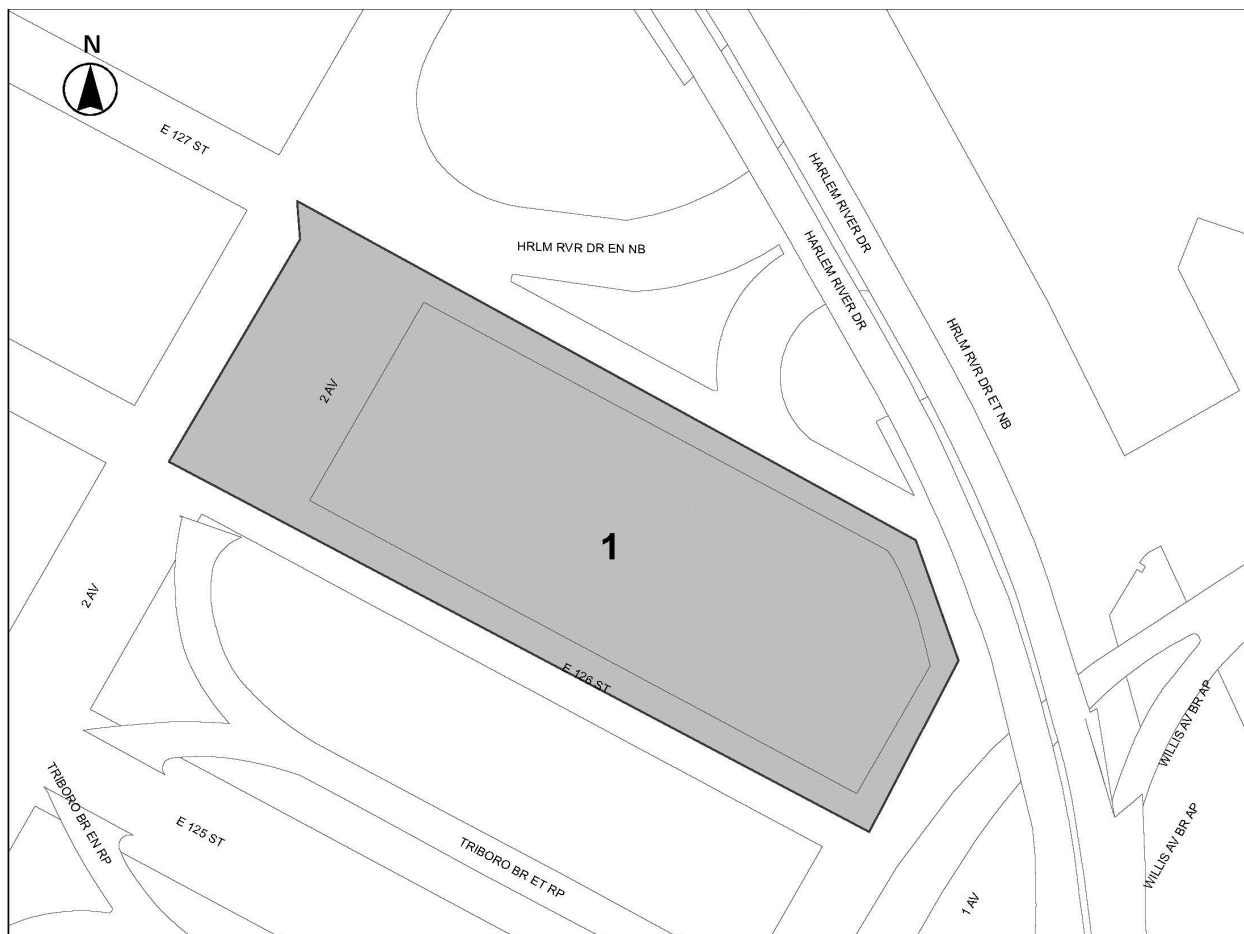 N
E 127 ST
HARLEM RIVER DR
HRLM RVR DR EN NB
HARLEM RIVER DR
HRLM RVR DR ET NB
2 AV
1
2 AV
E 126 ST
WILLIS AV BR AP
TRIBORO BR EN RP
E 125 ST
TRIBORO BR ET RP
WILLIS AV BR AP
1 AV